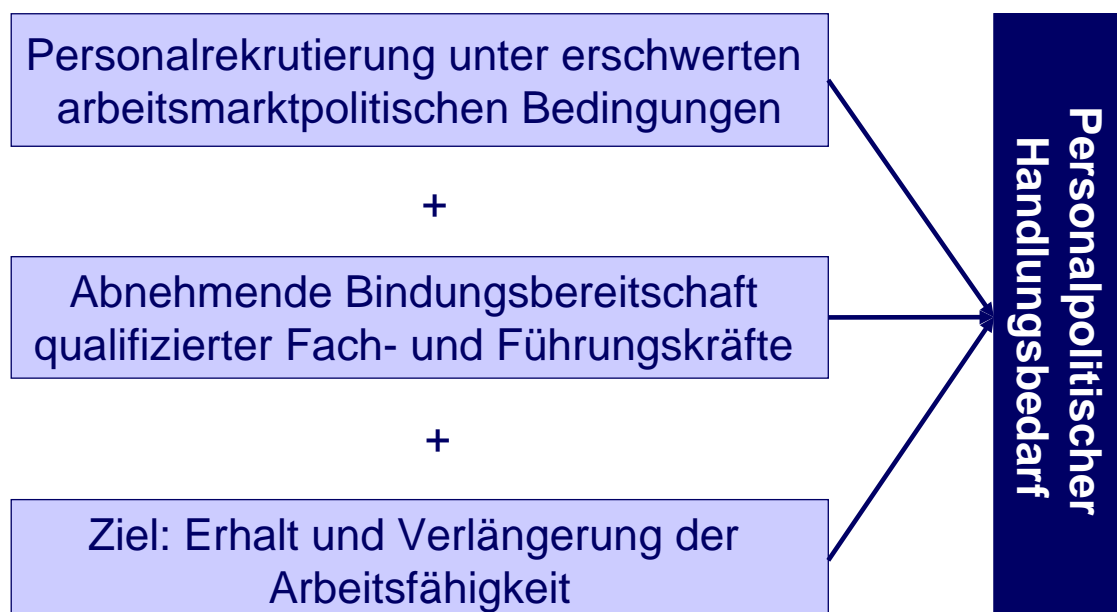 Personalrekrutierung unter erschwerten
arbeitsmarktpolitischen Bedingungen
+
Abnehmende Bindungsbereitschaft
qualifizierter Fach- und Führungskräfte
+
Ziel: Erhalt und Verlängerung der
Arbeitsfähigkeit
Personalpolitischer
Handlungsbedarf